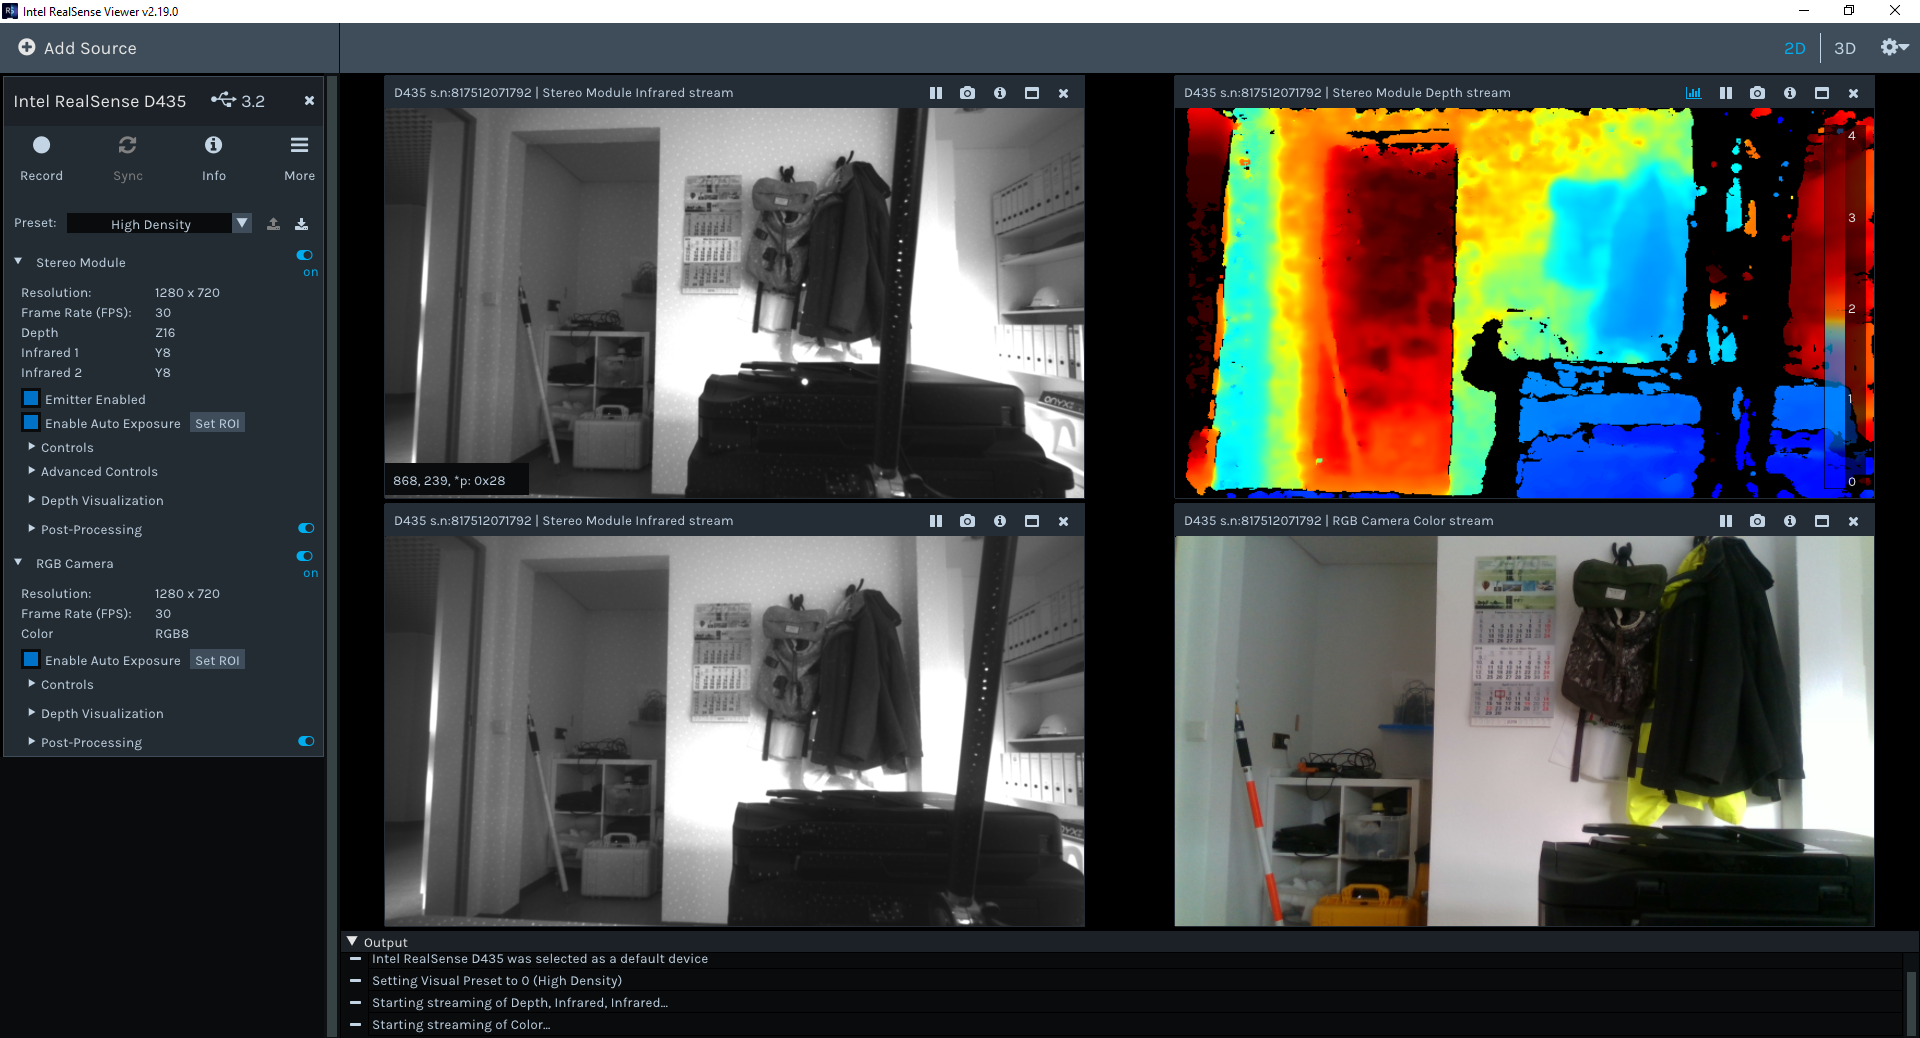 Intel RealSense Viewer v2.19.0
Add Source
2D
3D
Intel RealSense D435
3.2
Record
Sync
Info
More
Preset:
High Density
Stereo Module
on
Resolution: 1280 x 720
Frame Rate (FPS): 30
Depth Z16
Infrared 1 Y8
Infrared 2 Y8
Emitter Enabled
Enable Auto Exposure
Set ROI
Controls
Advanced Controls
Depth Visualization
Post-Processing
RGB Camera
on
Resolution: 1280 x 720
Frame Rate (FPS): 30
Color RGB8
Enable Auto Exposure
Set ROI
Controls
Depth Visualization
Post-Processing
D435 s.n:817512071792 | Stereo Module Infrared stream
868, 239, *p: 0x28
D435 s.n:817512071792 | Stereo Module Depth stream
4
3
2
1
0
D435 s.n:817512071792 | Stereo Module Infrared stream
D435 s.n:817512071792 | RGB Camera Color stream
Output
Intel RealSense D435 was selected as a default device
Setting Visual Preset to 0 (High Density)
Starting streaming of Depth, Infrared, Infrared...
Starting streaming of Color...